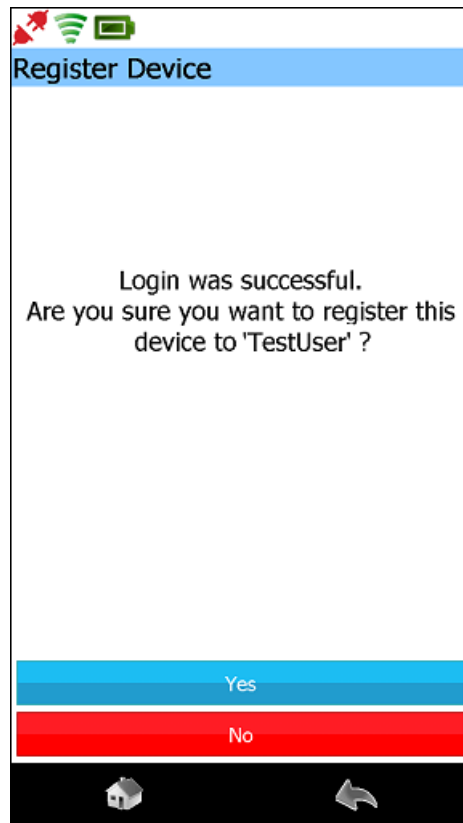 Register Device
Login was successful.
Are you sure you want to register this
device to 'TestUser' ?
Yes
No